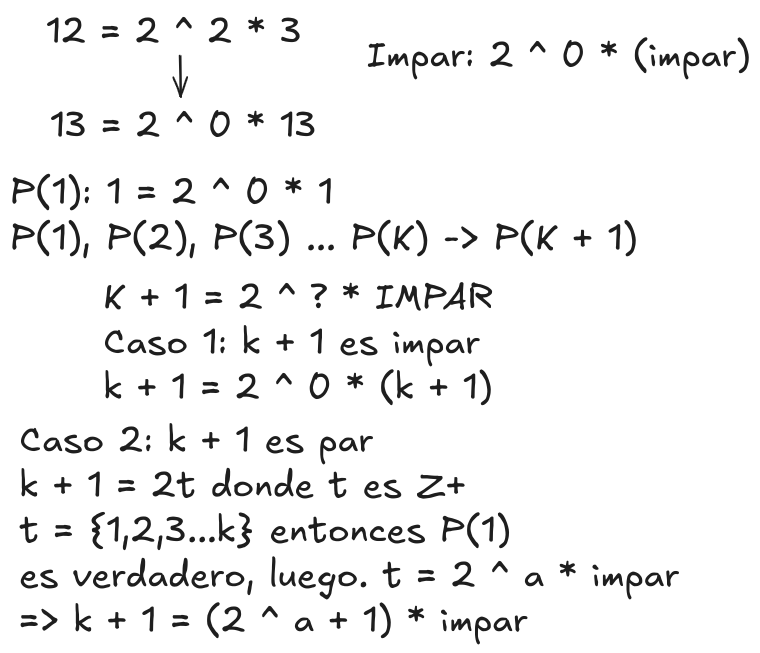 12 = 2 ^ 2 * 3
Impar: 2 ^ 0 * (impar)
13 = 2 ^ 0 * 13
P(1): 1 = 2 ^ 0 * 1
P(1), P(2), P(3) ... P(K) -> P(K + 1)
K + 1 = 2 ^ ? * IMPAR
Caso 1: k + 1 es impar
k + 1 = 2 ^ 0 * (k + 1)
Caso 2: k + 1 es par
k + 1 = 2t donde t es Z+
t = {1,2,3...k} entonces P(1)
es verdadero, luego. t = 2 ^ a * impar
=> k + 1 = (2 ^ a + 1) * impar